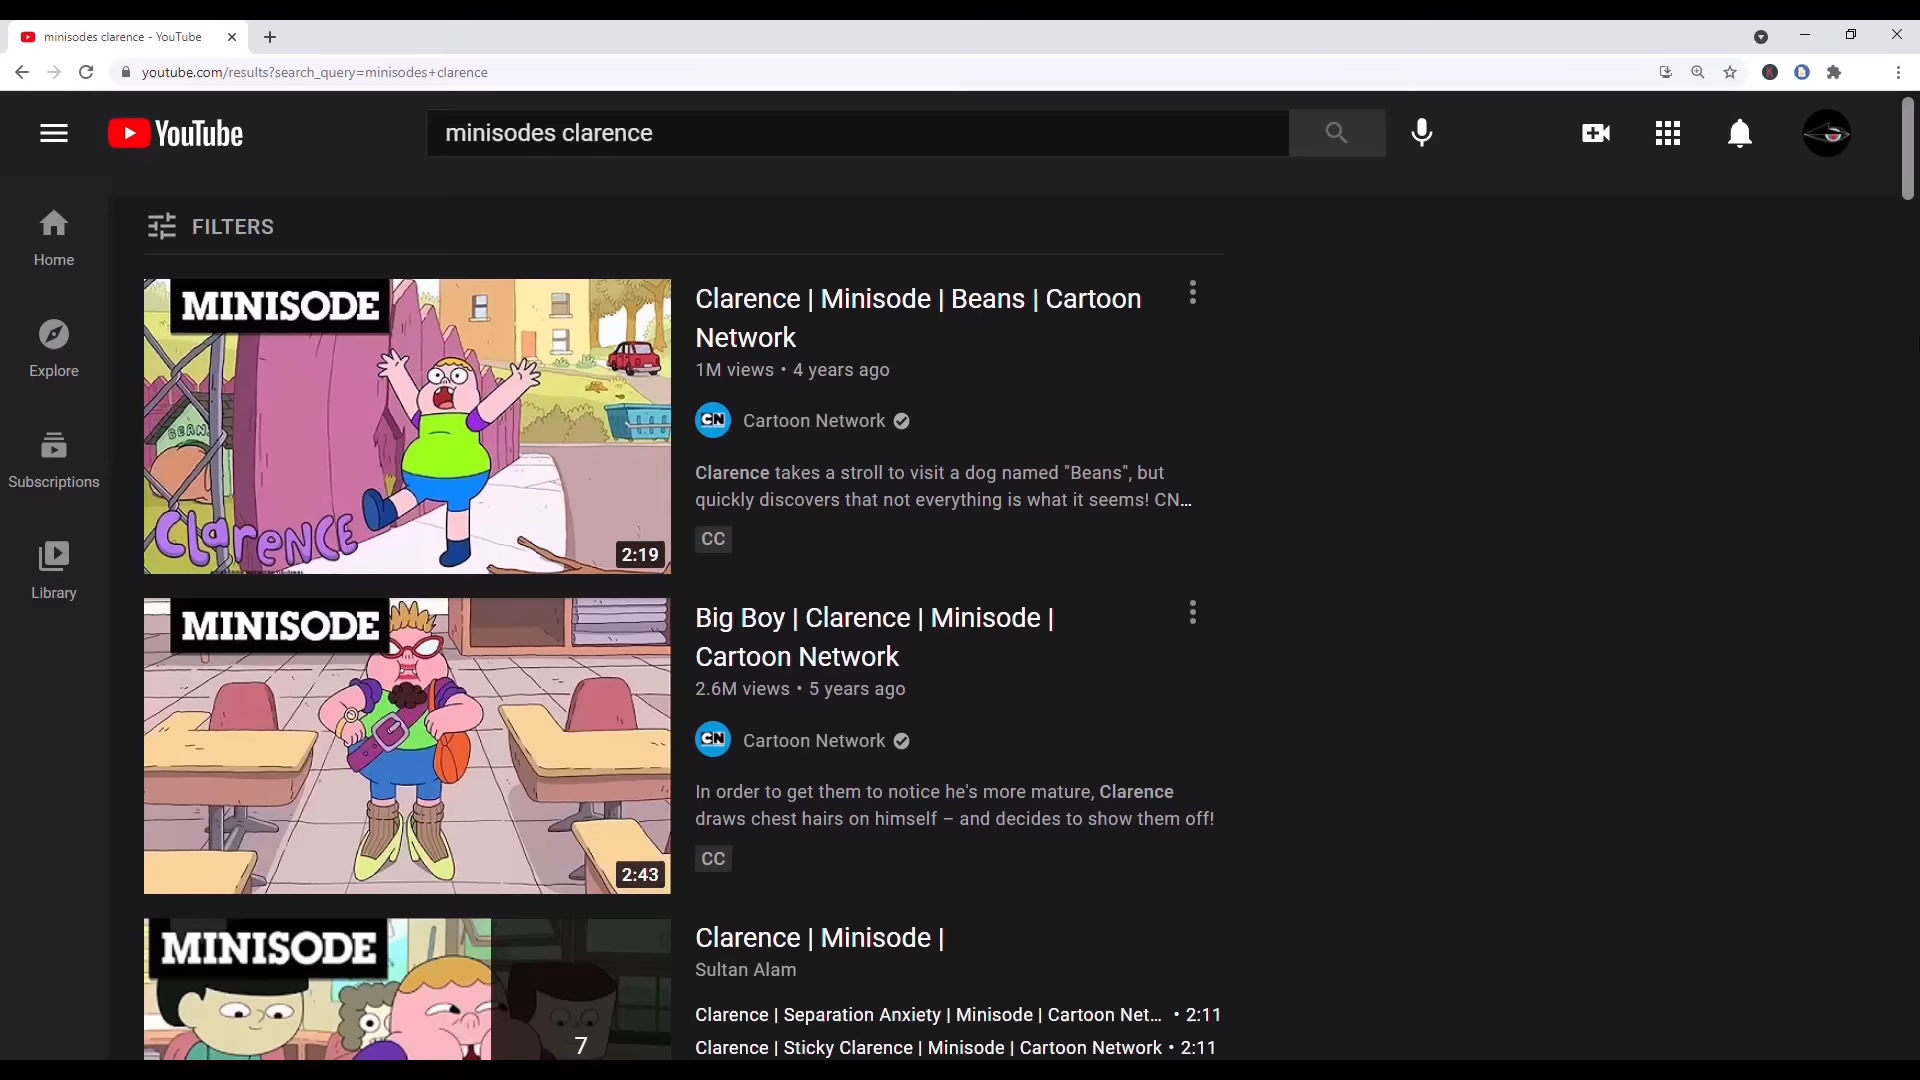 minisodes clarence - YouTube
youtube.com/results?search_query=minisodes+clarence
YouTube
minisodes clarence
Home
Explore
Subscriptions
Library
FILTERS
MINISODE
BEANS
CLarENCE
2:19
Clarence | Minisode | Beans | Cartoon
Network
1M views • 4 years ago
CN
Cartoon Network
Clarence takes a stroll to visit a dog named "Beans", but
quickly discovers that not everything is what it seems! CN...
CC
MINISODE
2:43
Big Boy | Clarence | Minisode |
Cartoon Network
2.6M views • 5 years ago
CN
Cartoon Network
In order to get them to notice he's more mature, Clarence
draws chest hairs on himself – and decides to show them off!
CC
MINISODE
7
Clarence | Minisode |
Sultan Alam
Clarence | Separation Anxiety | Minisode | Cartoon Net... • 2:11
Clarence | Sticky Clarence | Minisode | Cartoon Network • 2:11